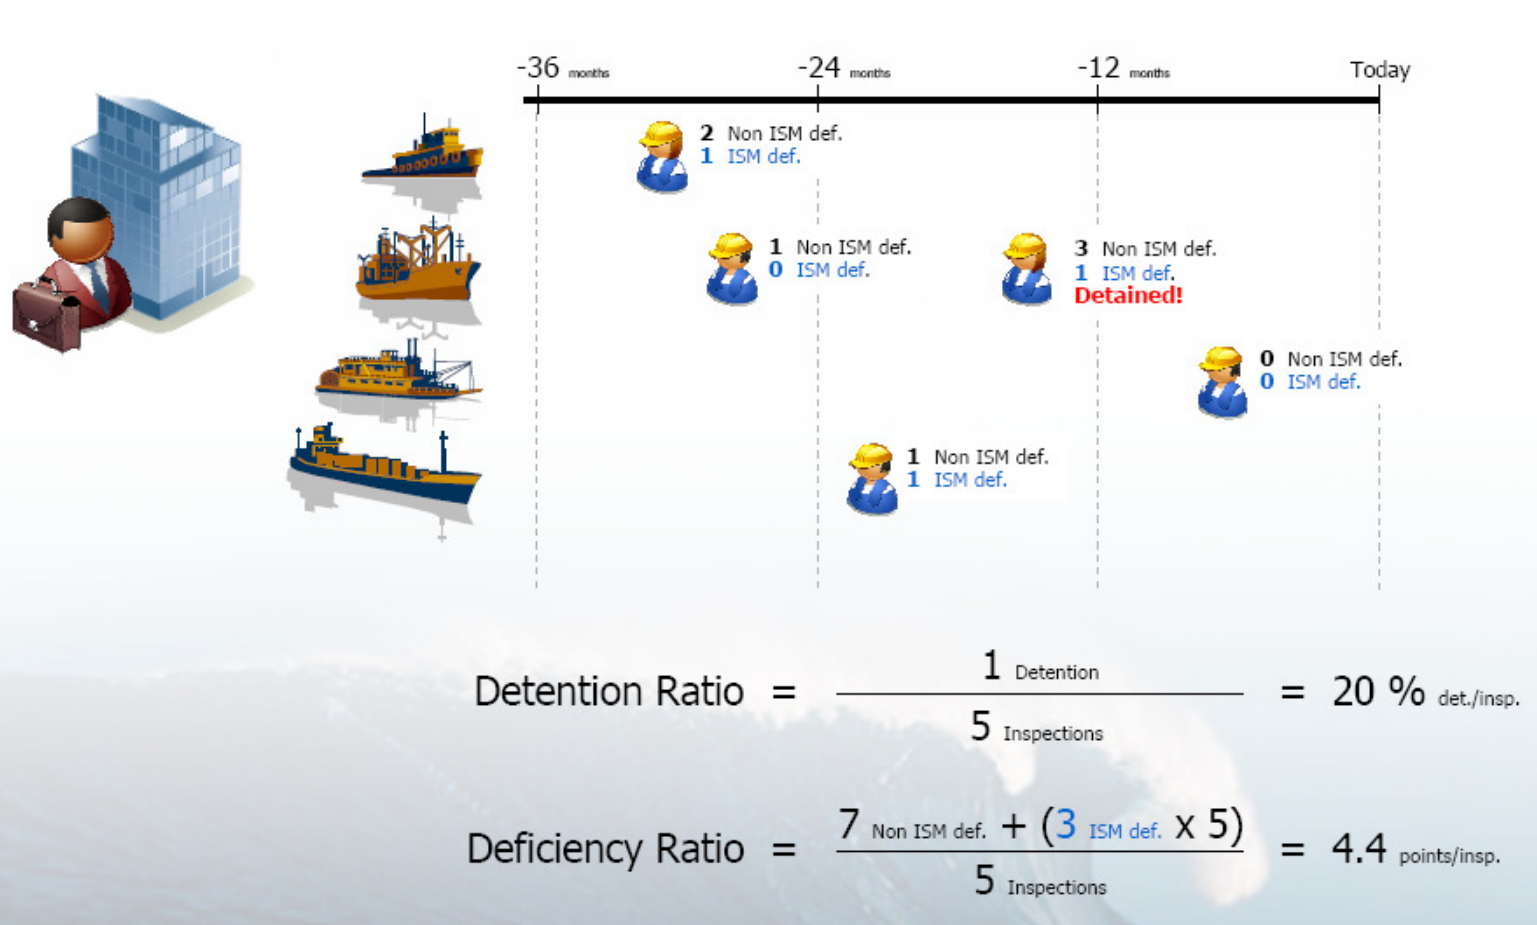 -36 months -24 months -12 months Today
2 Non ISM def.
1 ISM def.
1 Non ISM def.
0 ISM def.
3 Non ISM def.
1 ISM def.
Detained!
0 Non ISM def.
0 ISM def.
1 Non ISM def.
1 ISM def.
Detention Ratio = 1 Detention = 20 % det./insp.
5 Inspections
Deficiency Ratio = 7 Non ISM def. + (3 ISM def. x 5) = 4.4 points/insp.
5 Inspections